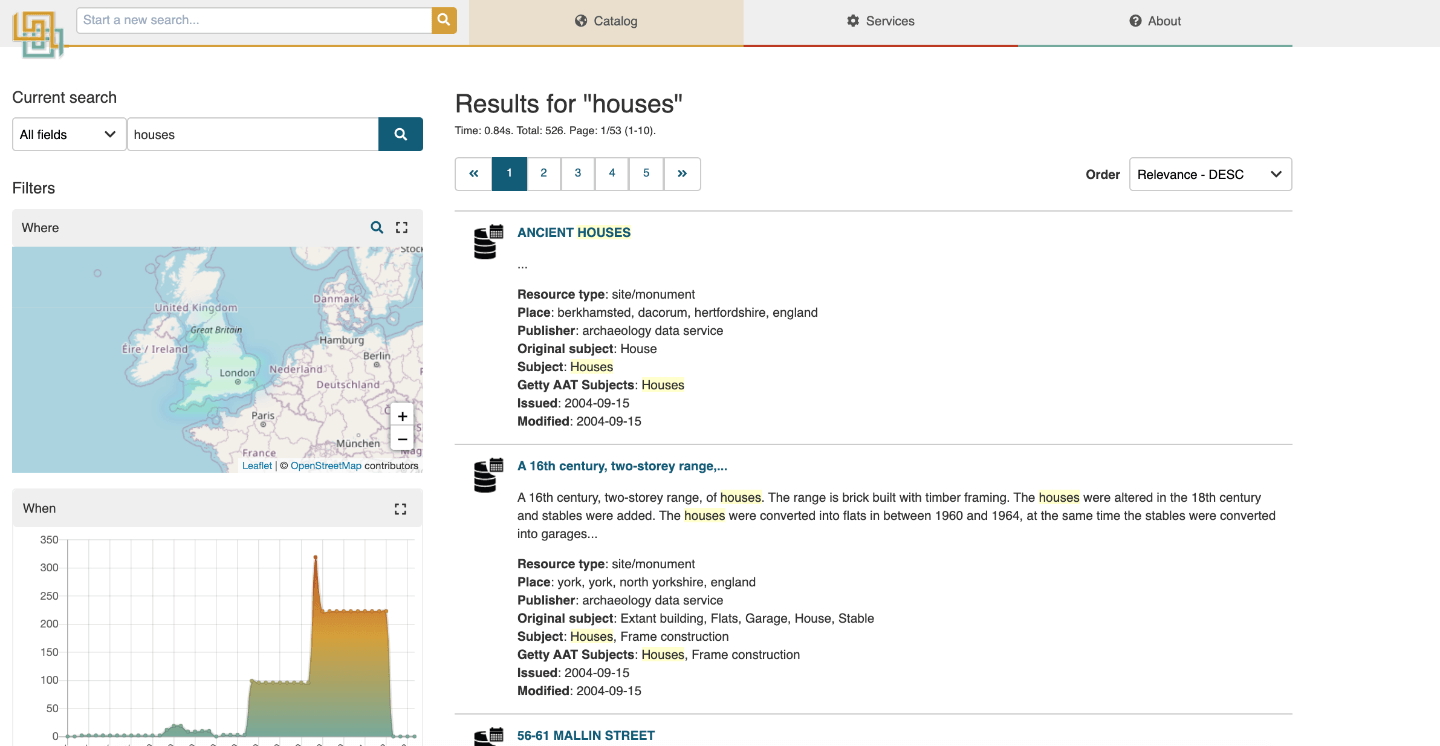 Start a new search...
Catalog
Services
About
Current search
All fields
houses
Filters
Where
Stock
United Kingdom
Great Britain
Éire / Ireland
London
Danmark
Hamburg
Berlin
Nederland
Deutschland
Paris
France
München
+
−
Leaflet | © OpenStreetMap contributors
When
350
300
250
200
150
100
50
0
Results for "houses"
Time: 0.84s. Total: 526. Page: 1/53 (1-10).
« 1 2 3 4 5 »
Order
Relevance - DESC
ANCIENT HOUSES
...
Resource type: site/monument
Place: berkhamsted, dacorum, hertfordshire, england
Publisher: archaeology data service
Original subject: House
Subject: Houses
Getty AAT Subjects: Houses
Issued: 2004-09-15
Modified: 2004-09-15
A 16th century, two-storey range,...
A 16th century, two-storey range, of houses. The range is brick built with timber framing. The houses were altered in the 18th century
and stables were added. The houses were converted into flats in between 1960 and 1964, at the same time the stables were converted
into garages...
Resource type: site/monument
Place: york, york, north yorkshire, england
Publisher: archaeology data service
Original subject: Extant building, Flats, Garage, House, Stable
Subject: Houses, Frame construction
Getty AAT Subjects: Houses, Frame construction
Issued: 2004-09-15
Modified: 2004-09-15
56-61 MALLIN STREET